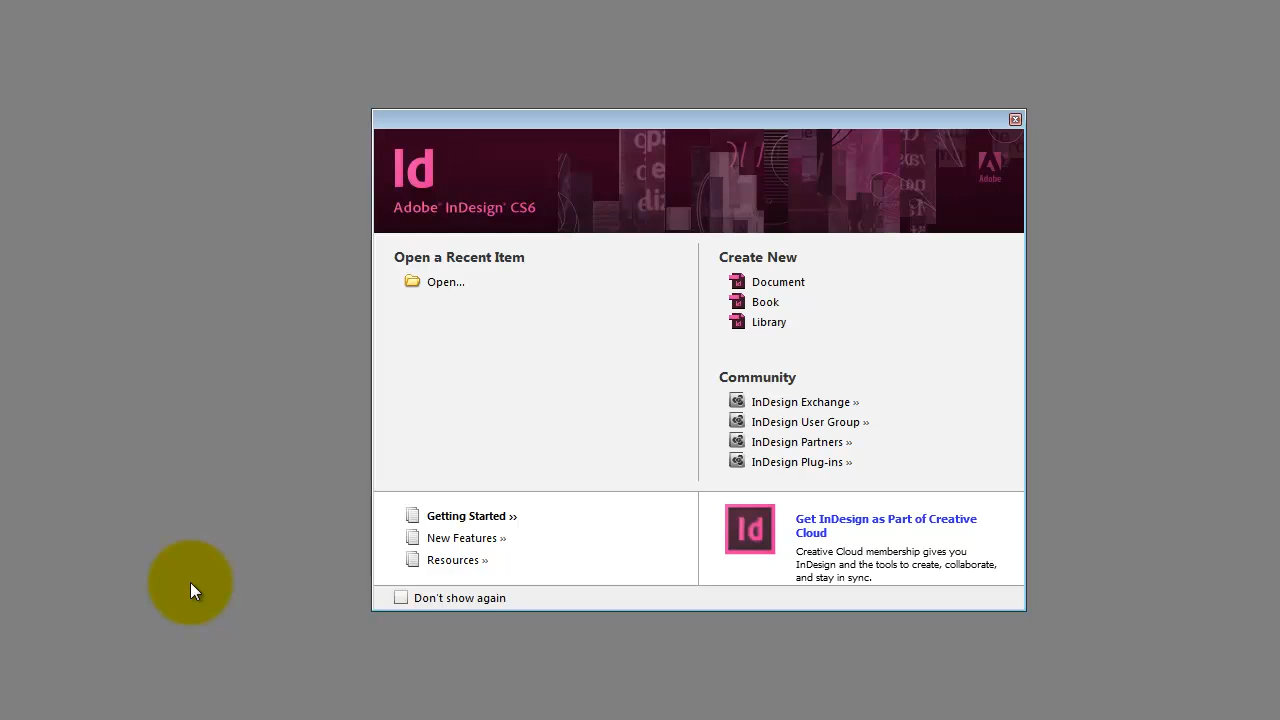 Id
Adobe® InDesign® CS6
Adobe
Open a Recent Item
Open...
Create New
Document
Book
Library
Community
InDesign Exchange »
InDesign User Group »
InDesign Partners »
InDesign Plug-ins »
Getting Started »
New Features »
Resources »
Id
Get InDesign as Part of Creative
Cloud
Creative Cloud membership gives you
InDesign and the tools to create, collaborate,
and stay in sync.
Don't show again